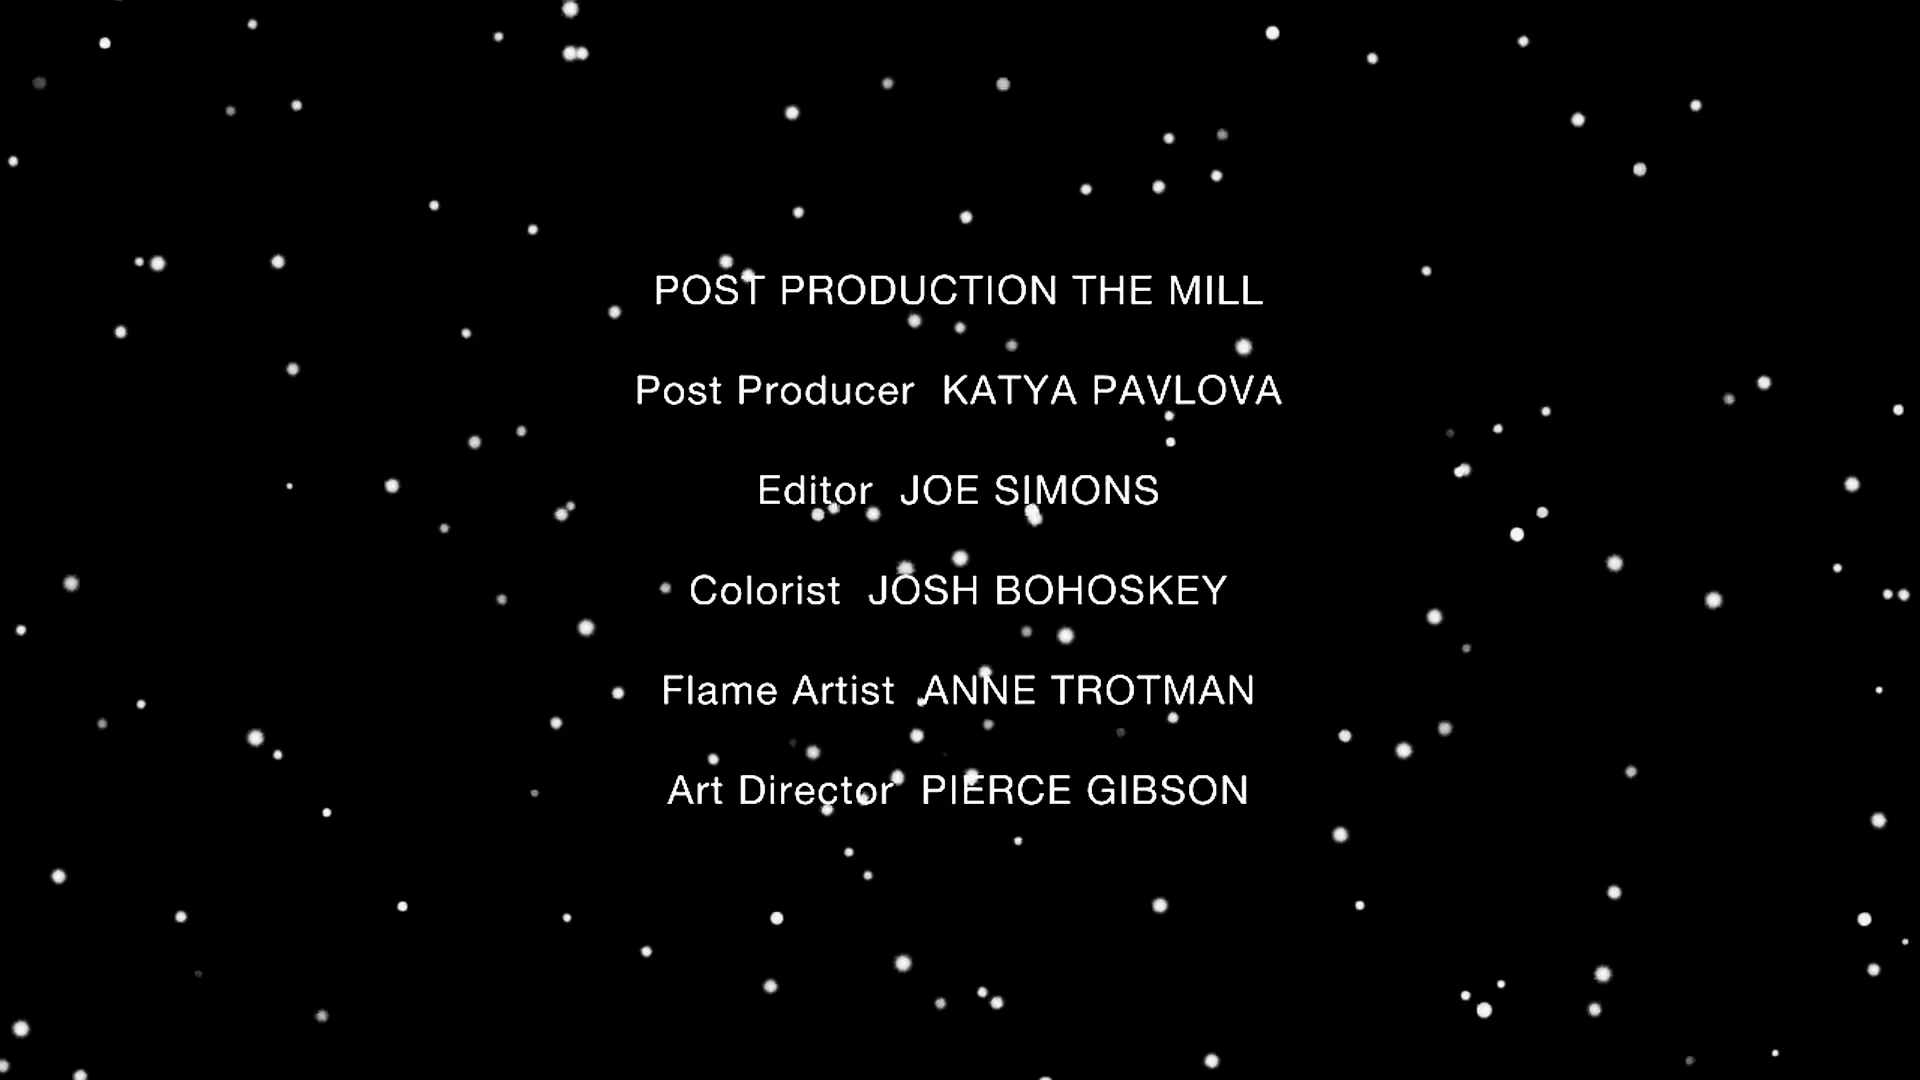 POST PRODUCTION THE MILL
Post Producer KATYA PAVLOVA
Editor JOE SIMONS
Colorist JOSH BOHOSKEY
Flame Artist ANNE TROTMAN
Art Director PIERCE GIBSON